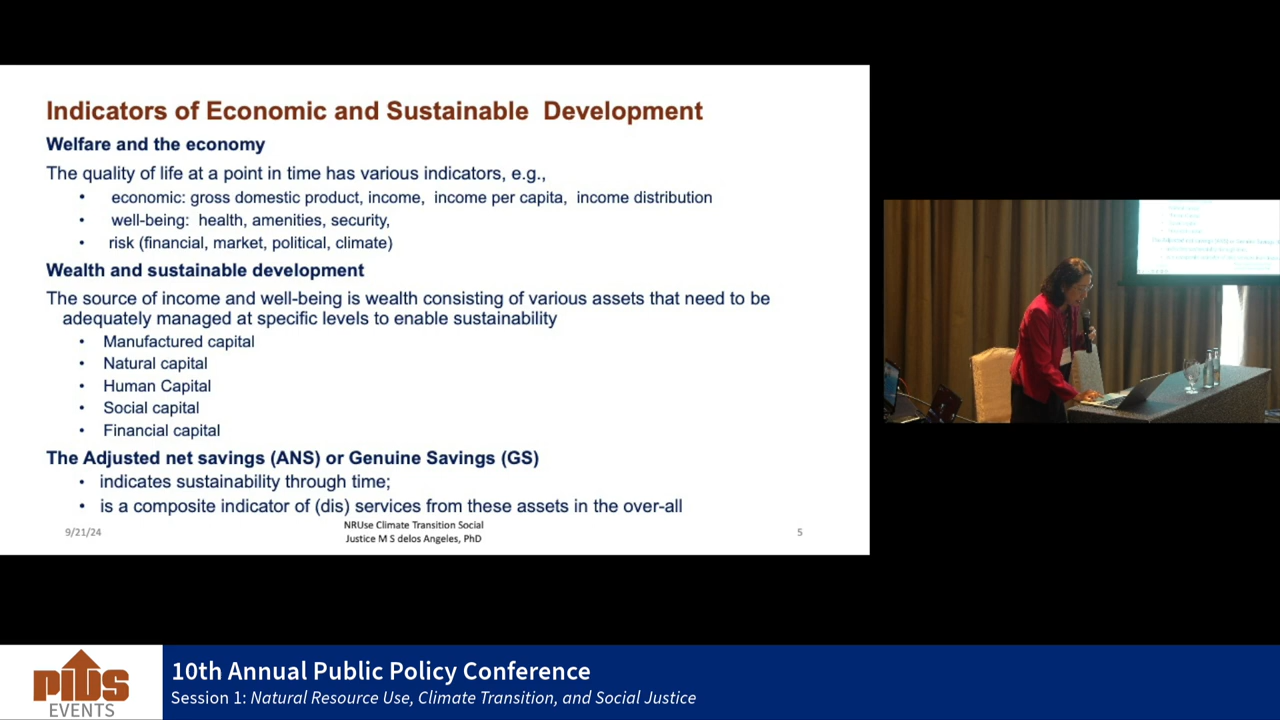 Indicators of Economic and Sustainable Development
Welfare and the economy
The quality of life at a point in time has various indicators, e.g.,
• economic: gross domestic product, income, income per capita, income distribution
• well-being: health, amenities, security,
• risk (financial, market, political, climate)
Wealth and sustainable development
The source of income and well-being is wealth consisting of various assets that need to be
adequately managed at specific levels to enable sustainability
• Manufactured capital
• Natural capital
• Human Capital
• Social capital
• Financial capital
The Adjusted net savings (ANS) or Genuine Savings (GS)
• indicates sustainability through time;
• is a composite indicator of (dis) services from these assets in the over-all
9/21/24
NRUse Climate Transition Social
Justice M S delos Angeles, PhD
5
PIDS
EVENTS
10th Annual Public Policy Conference
Session 1: Natural Resource Use, Climate Transition, and Social Justice